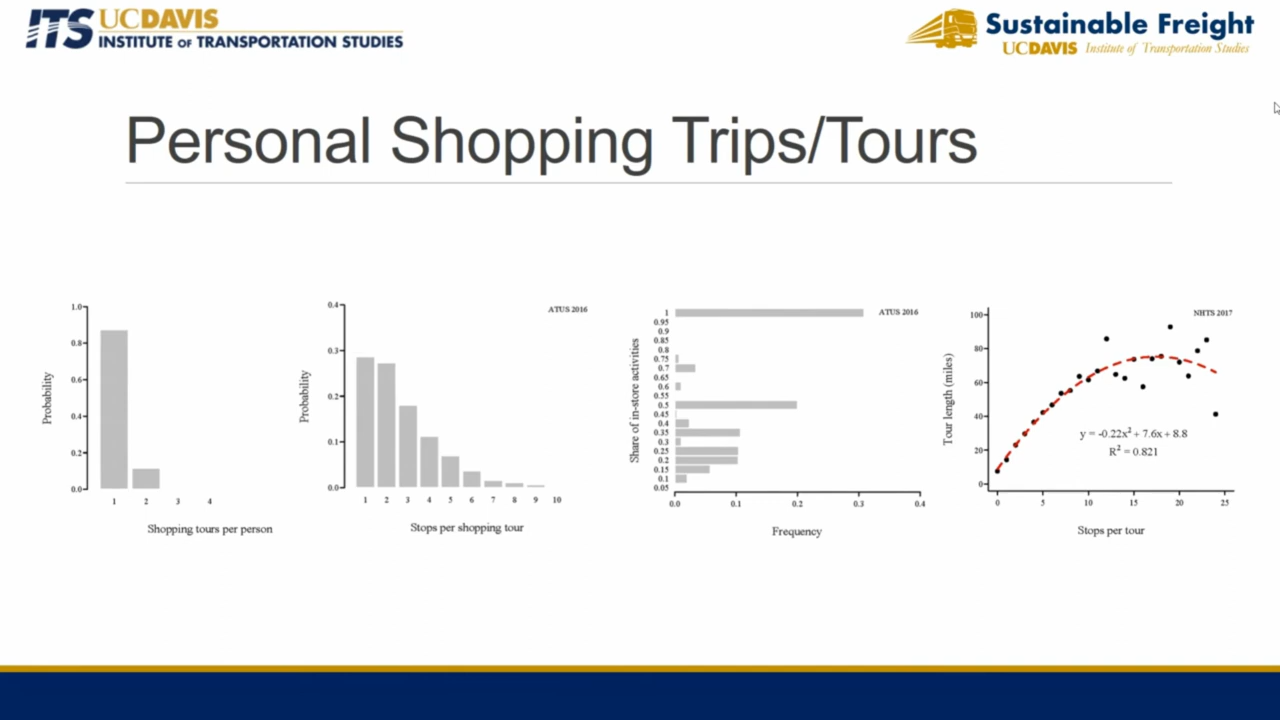 ITS UCDAVIS
INSTITUTE OF TRANSPORTATION STUDIES
Sustainable Freight
UCDAVIS Institute of Transportation Studies
Personal Shopping Trips/Tours
1.0
0.8
0.6
0.4
0.2
0.0
Probability
1 2 3 4
Shopping tours per person
ATUS 2016
0.4
0.3
0.2
0.1
0.0
Probability
1 2 3 4 5 6 7 8 9 10
Stops per shopping tour
ATUS 2016
1
0.95
0.9
0.85
0.8
0.75
0.7
0.65
0.6
0.55
0.5
0.45
0.4
0.35
0.3
0.25
0.2
0.15
0.1
0.05
Share of in-store activities
0.0 0.1 0.2 0.3 0.4
Frequency
NHTS 2017
100
80
60
40
20
0
Tour length (miles)
y = -0.22x² + 7.6x + 8.8
R² = 0.821
0 5 10 15 20 25
Stops per tour